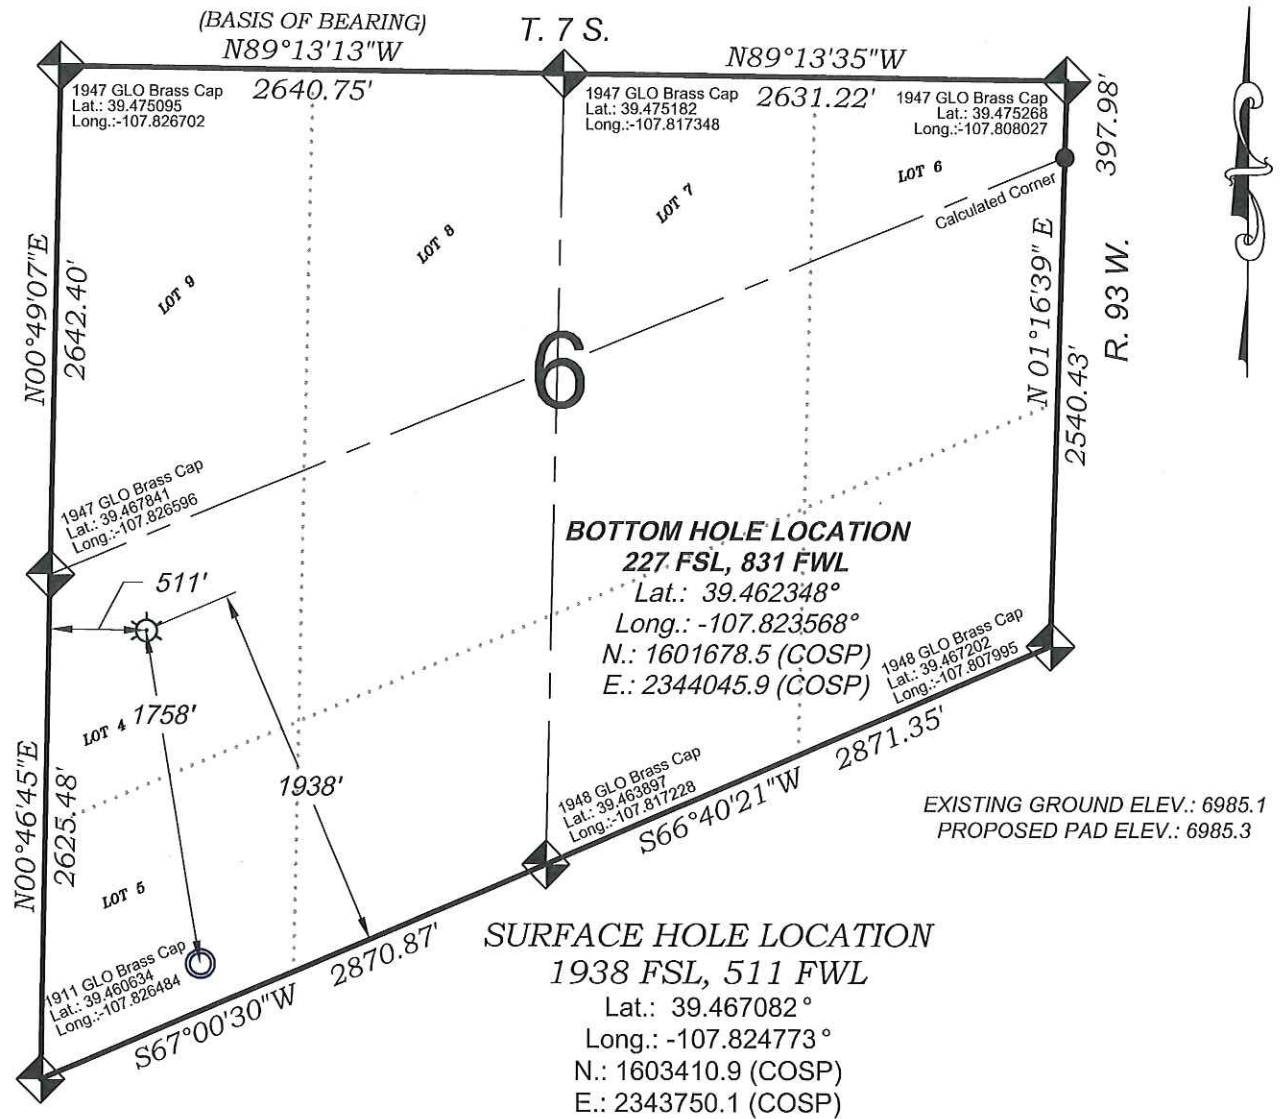 (BASIS OF BEARING)
N89°13'13"W
T. 7 S.
N89°13'35"W
1947 GLO Brass Cap
Lat.: 39.475095
Long.:-107.826702
2640.75'
1947 GLO Brass Cap
Lat.: 39.475182
Long.:-107.817348
2631.22'
1947 GLO Brass Cap
Lat.: 39.475268
Long.:-107.808027
397.98'
LOT 6
LOT 7
LOT 8
LOT 9
Calculated Corner
N00°49'07"E
2642.40'
N 01°16'39" E
2540.43'
R. 93 W.
6
1947 GLO Brass Cap
Lat.: 39.467841
Long.:-107.826596
BOTTOM HOLE LOCATION
227 FSL, 831 FWL
Lat.: 39.462348°
Long.: -107.823568°
N.: 1601678.5 (COSP)
E.: 2344045.9 (COSP)
511'
1948 GLO Brass Cap
Lat.: 39.467202
Long.:-107.807995
LOT 4
1758'
1938'
N00°46'45"E
2625.48'
1948 GLO Brass Cap
Lat.: 39.463897
Long.:-107.817228
S66°40'21"W
2871.35'
EXISTING GROUND ELEV.: 6985.1
PROPOSED PAD ELEV.: 6985.3
LOT 5
1911 GLO Brass Cap
Lat.: 39.460634
Long.:-107.826484
S67°00'30"W
2870.87'
SURFACE HOLE LOCATION
1938 FSL, 511 FWL
Lat.: 39.467082°
Long.: -107.824773°
N.: 1603410.9 (COSP)
E.: 2343750.1 (COSP)